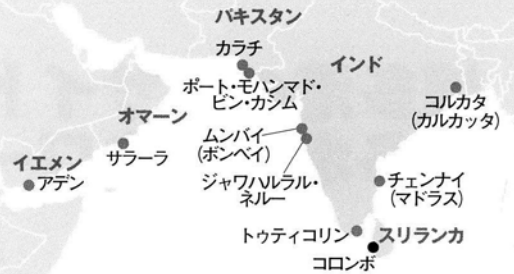 パキスタン
カラチ
ポート・モハンマド・
ビン・カシム
インド
コルカタ
(カルカッタ)
オマーン
サラーラ
ムンバイ
(ボンベイ)
イエメン
アデン
ジャワハルラル・
ネルー
チェンナイ
(マドラス)
トゥティコリン
スリランカ
コロンボ